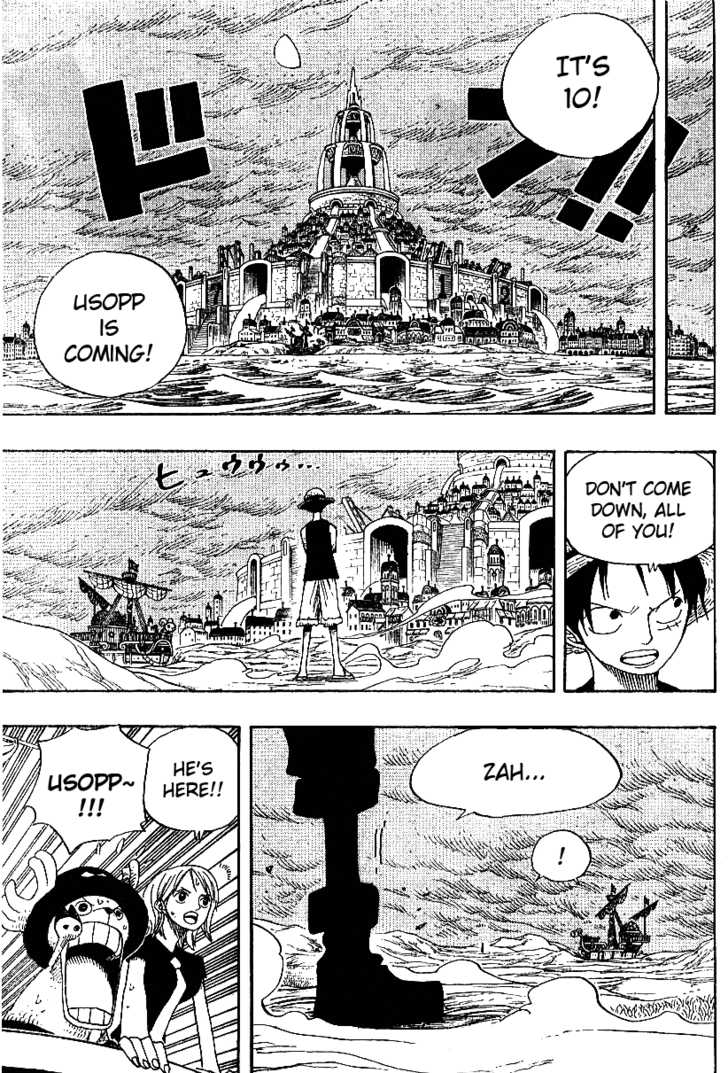 IT'S
10!
ドン!!
USOPP
IS
COMING!
DON'T COME
DOWN, ALL
OF YOU!
ヒュウウゥ...
ZAH...
!
HE'S
HERE!!
USOPP~
!!!